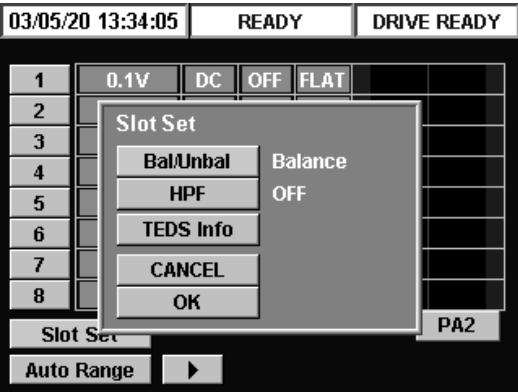 03/05/20 13:34:05 READY DRIVE READY
1 0.1V DC OFF FLAT
2
Slot Set
3
Bal/Unbal Balance
4
HPF OFF
5
TEDS Info
6
7
CANCEL
8
OK
Slot Set PA2
Auto Range